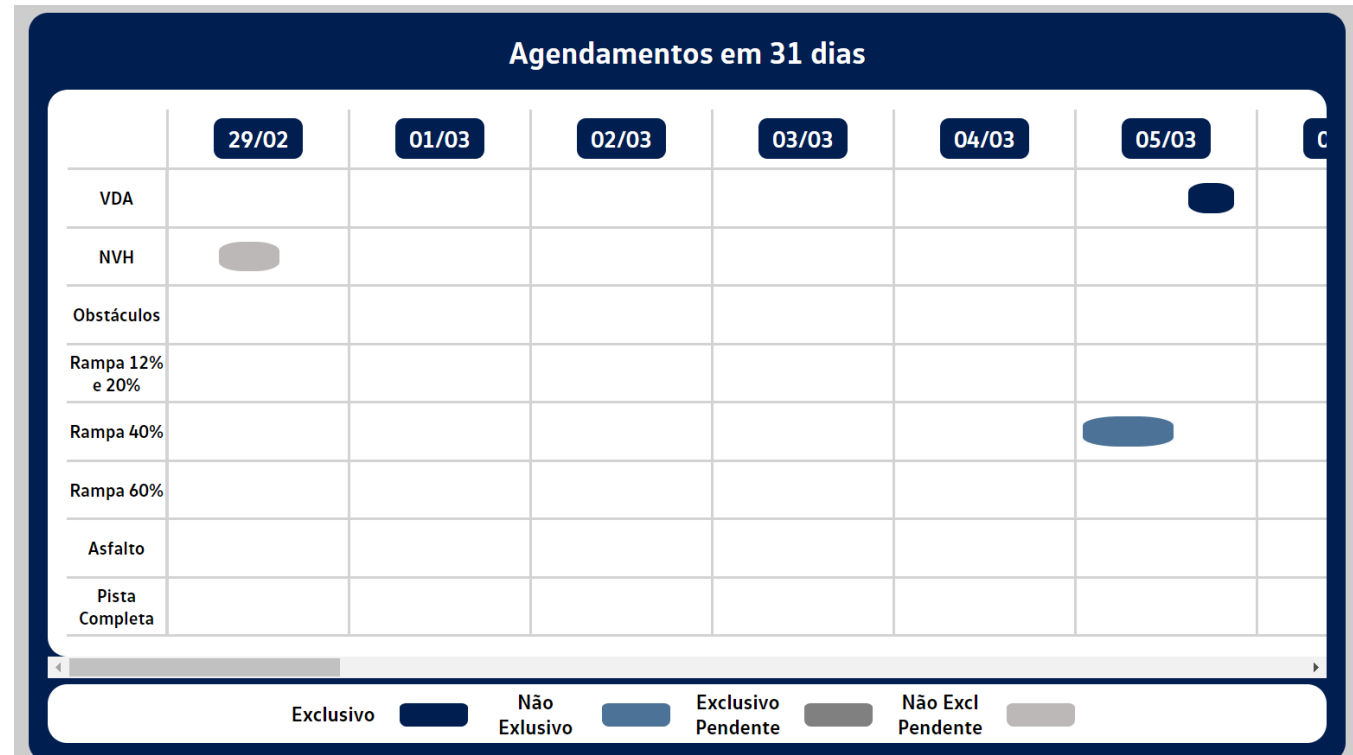 Agendamentos em 31 dias
29/02 01/03 02/03 03/03 04/03 05/03 0
VDA
NVH
Obstáculos
Rampa 12%
e 20%
Rampa 40%
Rampa 60%
Asfalto
Pista
Completa
Exclusivo
Não
Exlusivo
Exclusivo
Pendente
Não Excl
Pendente